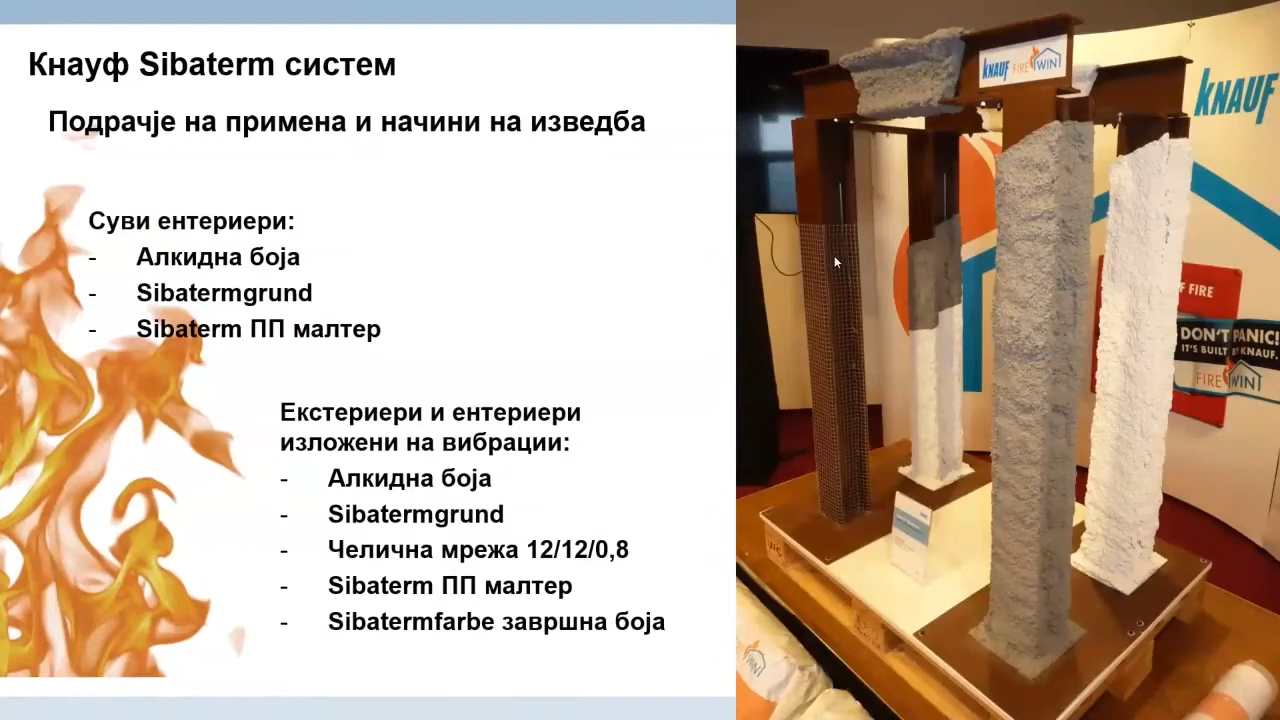 Кнауф Sibaterm систем
Подрачје на примена и начини на изведба
Суви ентериери:
- Алкидна боја
- Sibatermgrund
- Sibaterm ПП малтер
Екстериери и ентериери
изложени на вибрации:
- Алкидна боја
- Sibatermgrund
- Челична мрежа 12/12/0,8
- Sibaterm ПП малтер
- Sibatermfarbe завршна боја
KNAUF FIREWIN
KNAUF
F FIRE
DON'T PANIC!
IT'S BUILT BY KNAUF.
FIREWIN
WIN